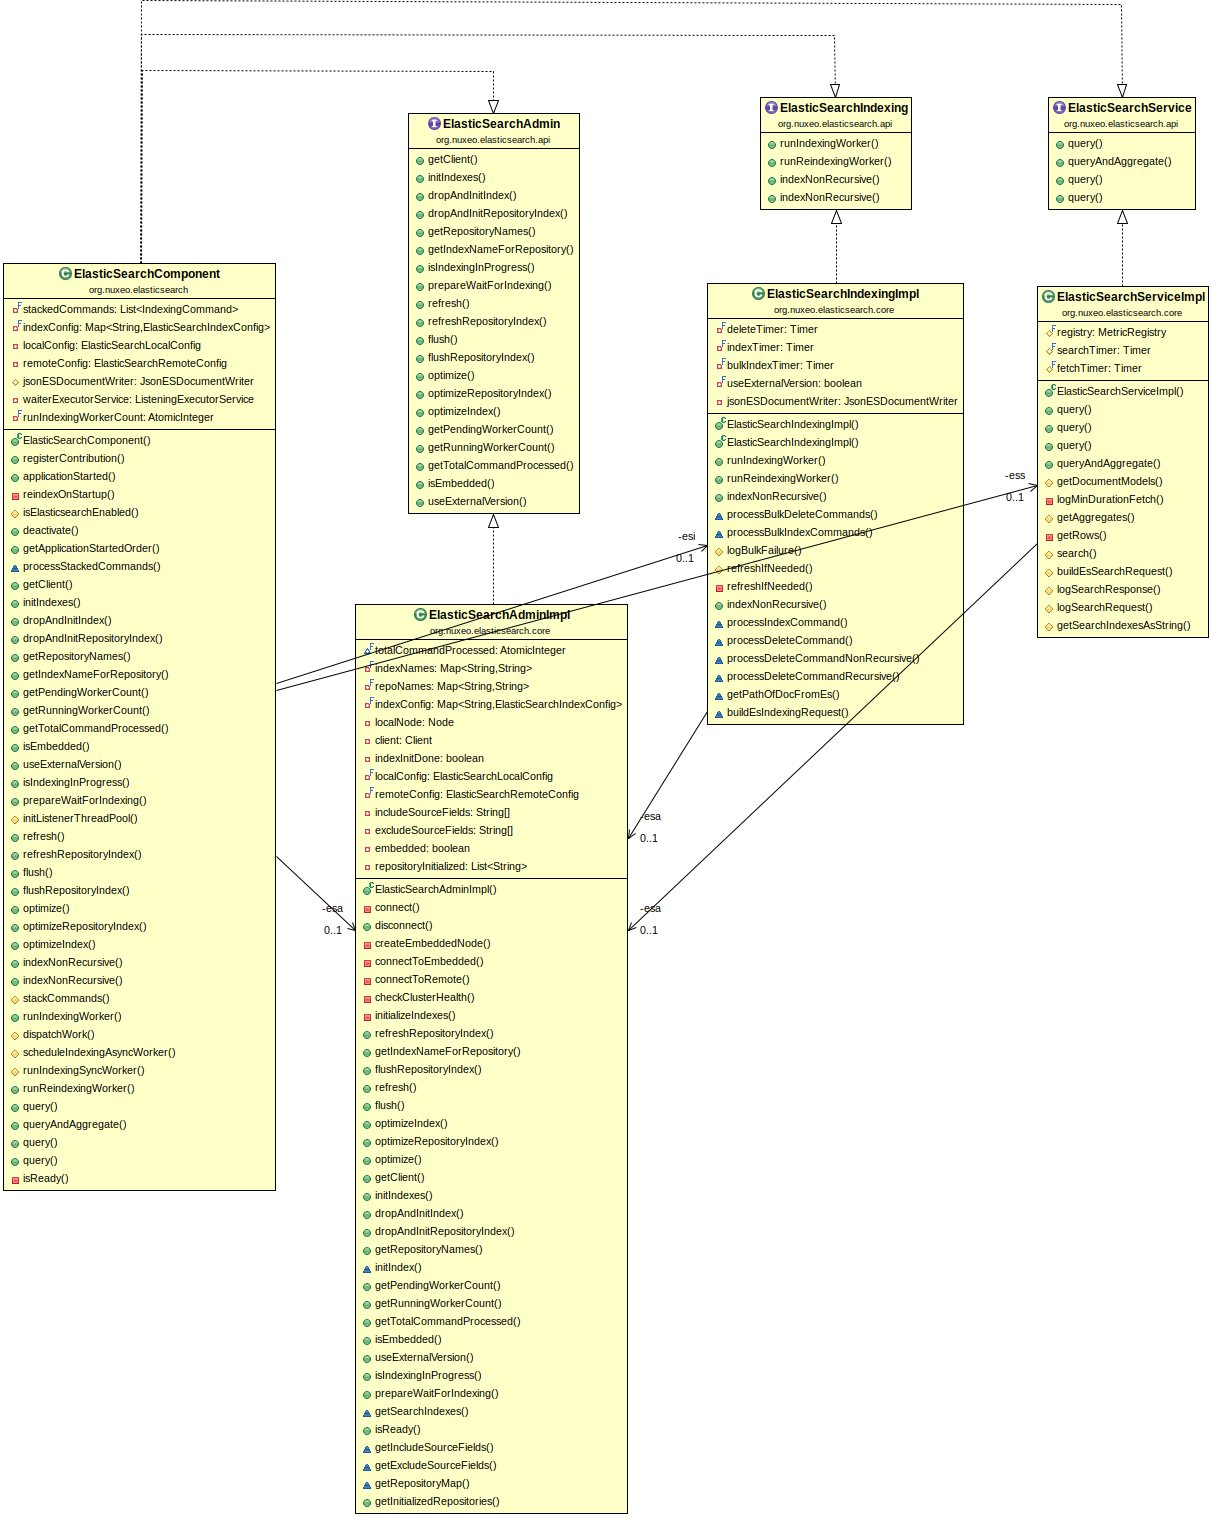 ElasticSearchAdmin
org.nuxeo.elasticsearch.api
getClient()
initIndexes()
dropAndInitIndex()
dropAndInitRepositoryIndex()
getRepositoryNames()
getIndexNameForRepository()
isIndexingInProgress()
prepareWaitForIndexing()
refresh()
refreshRepositoryIndex()
flush()
flushRepositoryIndex()
optimize()
optimizeRepositoryIndex()
optimizeIndex()
getPendingWorkerCount()
getRunningWorkerCount()
getTotalCommandProcessed()
isEmbedded()
useExternalVersion()
ElasticSearchIndexing
org.nuxeo.elasticsearch.api
runIndexingWorker()
runReindexingWorker()
indexNonRecursive()
indexNonRecursive()
ElasticSearchService
org.nuxeo.elasticsearch.api
query()
queryAndAggregate()
query()
query()
ElasticSearchComponent
org.nuxeo.elasticsearch
stackedCommands: List<IndexingCommand>
indexConfig: Map<String,ElasticSearchIndexConfig>
localConfig: ElasticSearchLocalConfig
remoteConfig: ElasticSearchRemoteConfig
jsonESDocumentWriter: JsonESDocumentWriter
waiterExecutorService: ListeningExecutorService
runIndexingWorkerCount: AtomicInteger
ElasticSearchComponent()
registerContribution()
applicationStarted()
reindexOnStartup()
isElasticsearchEnabled()
deactivate()
getApplicationStartedOrder()
processStackedCommands()
getClient()
initIndexes()
dropAndInitIndex()
dropAndInitRepositoryIndex()
getRepositoryNames()
getIndexNameForRepository()
getPendingWorkerCount()
getRunningWorkerCount()
getTotalCommandProcessed()
isEmbedded()
useExternalVersion()
isIndexingInProgress()
prepareWaitForIndexing()
initListenerThreadPool()
refresh()
refreshRepositoryIndex()
flush()
flushRepositoryIndex()
optimize()
optimizeRepositoryIndex()
optimizeIndex()
indexNonRecursive()
indexNonRecursive()
stackCommands()
runIndexingWorker()
dispatchWork()
scheduleIndexingAsyncWorker()
runIndexingSyncWorker()
runReindexingWorker()
query()
queryAndAggregate()
query()
query()
isReady()
ElasticSearchIndexingImpl
org.nuxeo.elasticsearch.core
deleteTimer: Timer
indexTimer: Timer
bulkIndexTimer: Timer
useExternalVersion: boolean
jsonESDocumentWriter: JsonESDocumentWriter
ElasticSearchIndexingImpl()
ElasticSearchIndexingImpl()
runIndexingWorker()
runReindexingWorker()
indexNonRecursive()
processBulkDeleteCommands()
processBulkIndexCommands()
logBulkFailure()
refreshIfNeeded()
refreshIfNeeded()
indexNonRecursive()
processIndexCommand()
processDeleteCommand()
processDeleteCommandNonRecursive()
processDeleteCommandRecursive()
getPathOfDocFromEs()
buildEsIndexingRequest()
ElasticSearchServiceImpl
org.nuxeo.elasticsearch.core
registry: MetricRegistry
searchTimer: Timer
fetchTimer: Timer
ElasticSearchServiceImpl()
query()
query()
query()
queryAndAggregate()
getDocumentModels()
logMinDurationFetch()
getAggregates()
getRows()
search()
buildEsSearchRequest()
logSearchResponse()
logSearchRequest()
getSearchIndexesAsString()
-ess
0..1
-esi
0..1
-esa
0..1
-esa
0..1
-esa
0..1
ElasticSearchAdminImpl
org.nuxeo.elasticsearch.core
totalCommandProcessed: AtomicInteger
indexNames: Map<String,String>
repoNames: Map<String,String>
indexConfig: Map<String,ElasticSearchIndexConfig>
localNode: Node
client: Client
indexInitDone: boolean
localConfig: ElasticSearchLocalConfig
remoteConfig: ElasticSearchRemoteConfig
includeSourceFields: String[]
excludeSourceFields: String[]
embedded: boolean
repositoryInitialized: List<String>
ElasticSearchAdminImpl()
connect()
disconnect()
createEmbeddedNode()
connectToEmbedded()
connectToRemote()
checkClusterHealth()
initializeIndexes()
refreshRepositoryIndex()
getIndexNameForRepository()
flushRepositoryIndex()
refresh()
flush()
optimizeIndex()
optimizeRepositoryIndex()
optimize()
getClient()
initIndexes()
dropAndInitIndex()
dropAndInitRepositoryIndex()
getRepositoryNames()
initIndex()
getPendingWorkerCount()
getRunningWorkerCount()
getTotalCommandProcessed()
isEmbedded()
useExternalVersion()
isIndexingInProgress()
prepareWaitForIndexing()
getSearchIndexes()
isReady()
getIncludeSourceFields()
getExcludeSourceFields()
getRepositoryMap()
getInitializedRepositories()